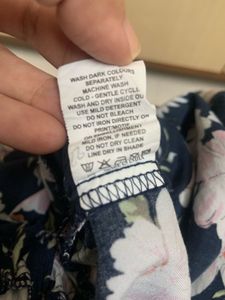 WASH DARK COLOURS
SEPARATELY
MACHINE WASH
COLD - GENTLE CYCLE
WASH AND DRY INSIDE OU
USE MILD DETERGENT
DO NOT BLEACH
DO NOT IRON DIRECTLY ON
PRINT/MOTIF
MILD IRON, IF NEEDED
DO NOT DRY CLEAN
LINE DRY IN SHADE